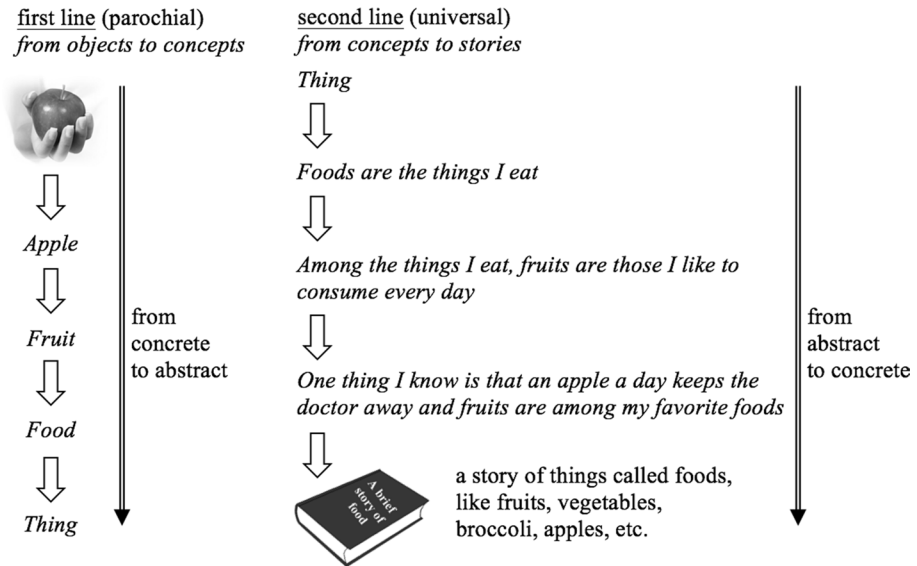 first line (parochial)
from objects to concepts
Apple
Fruit
Food
Thing
from
concrete
to abstract
second line (universal)
from concepts to stories
Thing
Foods are the things I eat
Among the things I eat, fruits are those I like to
consume every day
One thing I know is that an apple a day keeps the
doctor away and fruits are among my favorite foods
A brief
story of
food
a story of things called foods,
like fruits, vegetables,
broccoli, apples, etc.
from
abstract
to concrete